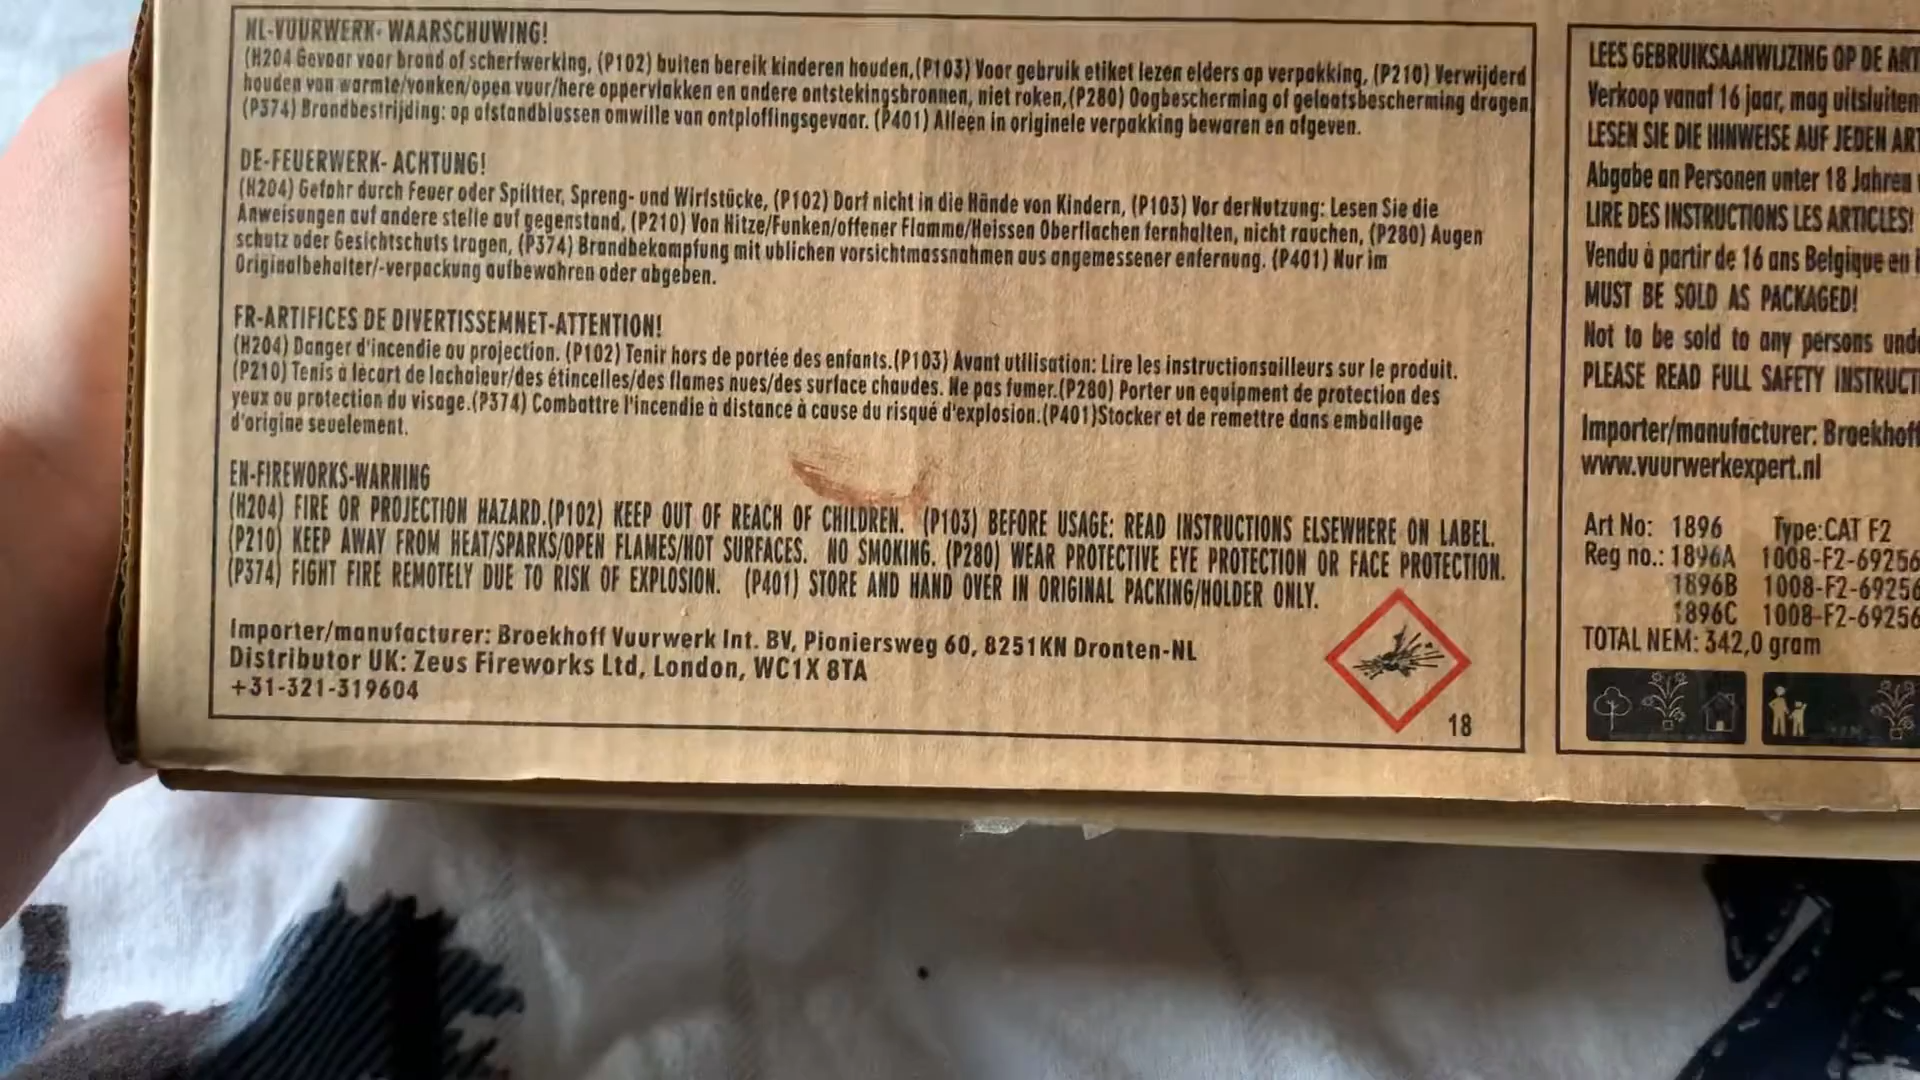 NL-VUURWERK- WAARSCHUWING!
(H204 Gevaar voor brand of scherfwerking, (P102) buiten bereik kinderen houden,(P103) Voor gebruik etiket lezen elders op verpakking, (P210) Verwijderd
houden van warmte/vonken/open vuur/here oppervlakken en andere ontstekingsbronnen, niet roken,(P280) Oogbescherming of gelaatsbescherming dragen
(P374) Brandbestrijding: op afstandblussen omwille van ontploffingsgevaar. (P401) Alleen in originele verpakking bewaren en afgeven.
DE-FEUERWERK- ACHTUNG!
(H204) Gefahr durch Feuer oder Spiltter, Spreng- und Wirfstücke, (P102) Darf nicht in die Hände von Kindern, (P103) Vor derNutzung: Lesen Sie die
Anweisungen auf andere stelle auf gegenstand, (P210) Von Hitze/Funken/offener Flamme/Heissen Oberflachen fernhalten, nicht rauchen, (P280) Augen
schutz oder Gesichtschuts tragen, (P374) Brandbekampfung mit ublichen vorsichtmassnahmen aus angemessener enfernung. (P401) Nur im
Originalbehalter/-verpackung aufbewahren oder abgeben.
FR-ARTIFICES DE DIVERTISSEMNET-ATTENTION!
(H204) Danger d'incendie ou projection. (P102) Tenir hors de portée des enfants.(P103) Avant utilisation: Lire les instructionsailleurs sur le produit.
(P210) Tenis a lécart de lachaleur/des étincelles/des flames nues/des surface chaudes. Ne pas fumer.(P280) Porter un equipment de protection des
yeux ou protection du visage.(P374) Combattre l'incendie à distance à cause du risqué d'explosion.(P401)Stocker et de remettre dans emballage
d'origine seuelement.
EN-FIREWORKS-WARNING
(H204) FIRE OR PROJECTION HAZARD.(P102) KEEP OUT OF REACH OF CHILDREN. (P103) BEFORE USAGE: READ INSTRUCTIONS ELSEWHERE ON LABEL.
(P210) KEEP AWAY FROM HEAT/SPARKS/OPEN FLAMES/HOT SURFACES. NO SMOKING. (P280) WEAR PROTECTIVE EYE PROTECTION OR FACE PROTECTION.
(P374) FIGHT FIRE REMOTELY DUE TO RISK OF EXPLOSION. (P401) STORE AND HAND OVER IN ORIGINAL PACKING/HOLDER ONLY.
Importer/manufacturer: Broekhoff Vuurwerk Int. BV, Pioniersweg 60, 8251KN Dronten-NL
Distributor UK: Zeus Fireworks Ltd, London, WC1X 8TA
+31-321-319604
18
LEES GEBRUIKSAANWIJZING OP DE
Verkoop vanaf 16 jaar, mag
LESEN SIE DIE HINWEISE AUF JEDEN
Abgabe an Personen unter 18 Jahren
LIRE DES INSTRUCTIONS LES ARTICLES!
Vendu à partir de 16 ans Belgique en
MUST BE SOLD AS PACKAGED!
Not to be sold to any persons
PLEASE READ FULL SAFETY
Importer/manufacturer:
www.vuurwerkexpert.nl
Art No: 1896 Type:CAT F2
Reg no.: 1896A 1008-F2-69256
1896B 1008-F2-69256
1896C 1008-F2-69256
TOTAL NEM: 342,0 gram